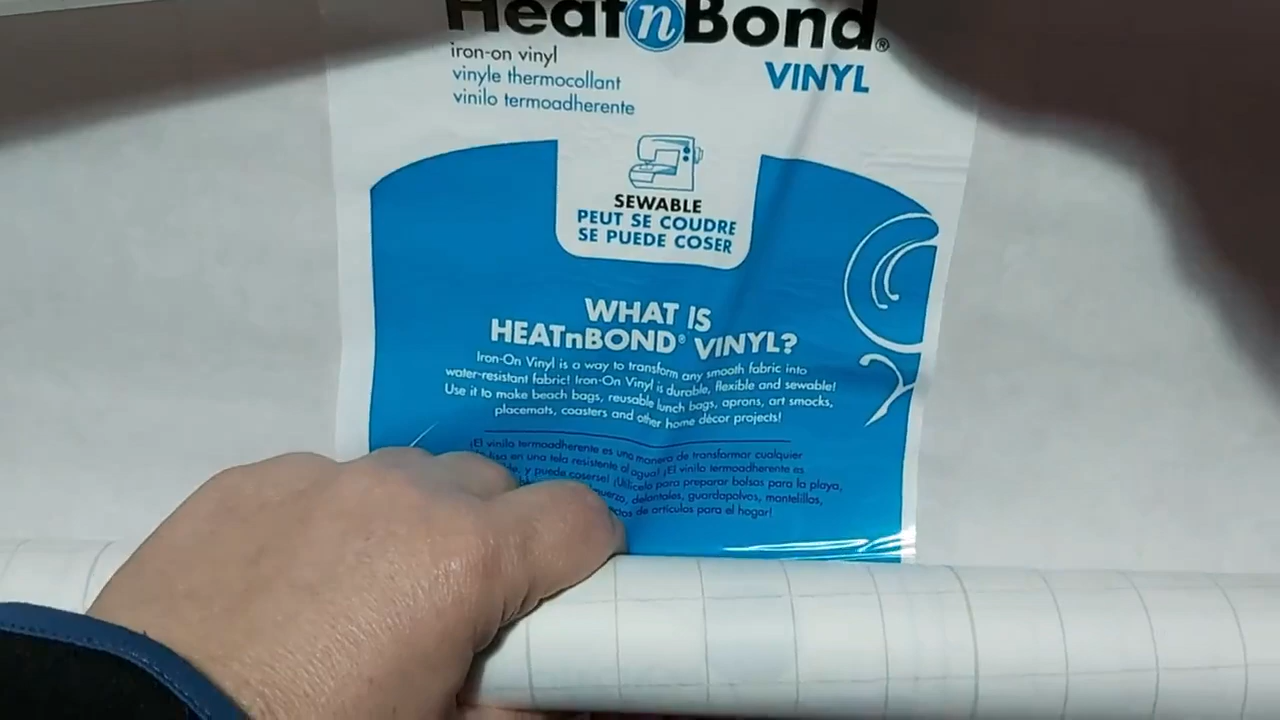 HeatnBond®
iron-on vinyl
vinyle thermocollant
vinilo termoadherente
VINYL
SEWABLE
PEUT SE COUDRE
SE PUEDE COSER
WHAT IS
HEATnBOND® VINYL?
Iron-On Vinyl is a way to transform any smooth fabric into
water-resistant fabric! Iron-On Vinyl is durable, flexible and sewable!
Use it to make beach bags, reusable lunch bags, aprons, art smocks,
placemats, coasters and other home décor projects!
¡El vinilo termoadherente es una manera de transformar cualquier
lisa en una tela resistente al agua! ¡El vinilo termoadherente es
y puede coserse! ¡Utilícelo para preparar bolsas para la playa,
delantales, guardapolvos, mantelillos,
de artículos para el hogar!